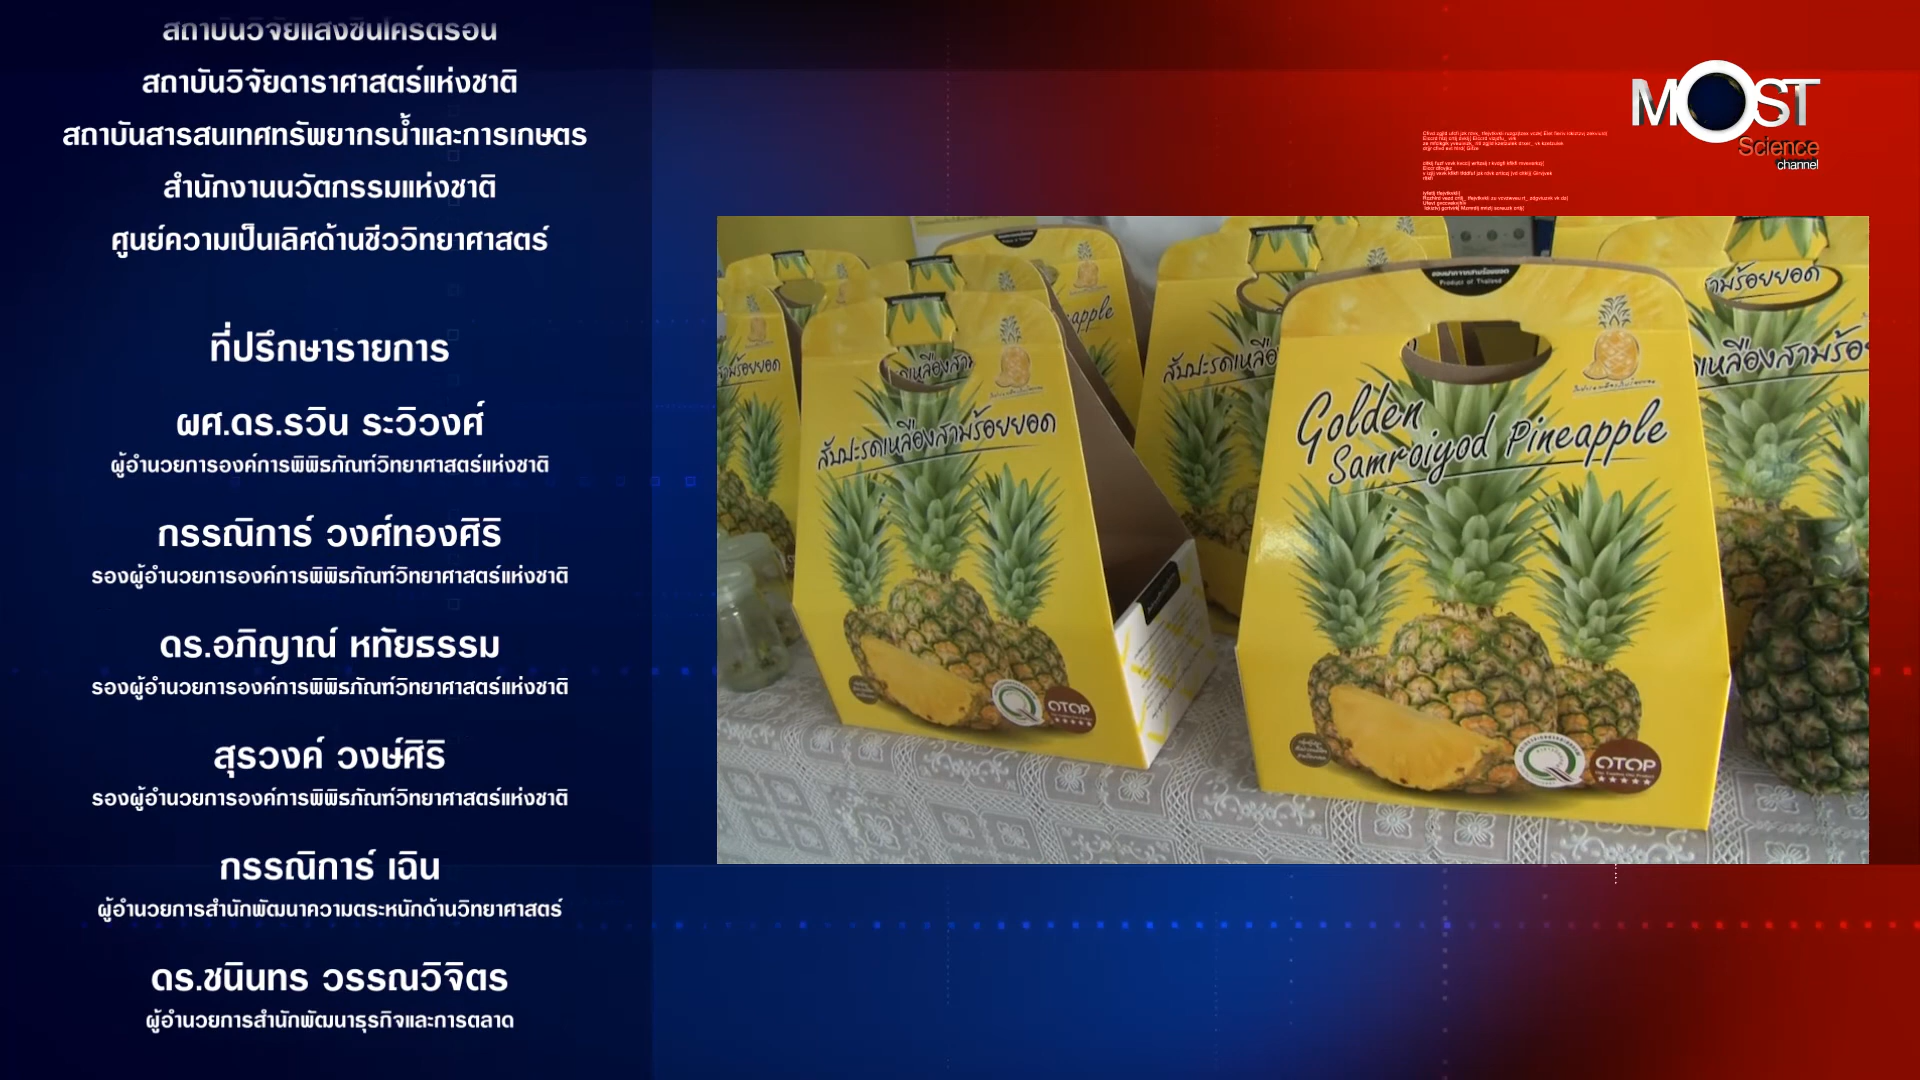 สถาบันวิจัยแสงซินโครตรอน
สถาบันวิจัยดาราศาสตร์แห่งชาติ
สถาบันสารสนเทศทรัพยากรน้ำและการเกษตร
สำนักงานนวัตกรรมแห่งชาติ
ศูนย์ความเป็นเลิศด้านชีววิทยาศาสตร์
ที่ปรึกษารายการ
ผศ.ดร.รวิน ระวิวงศ์
ผู้อำนวยการองค์การพิพิธภัณฑ์วิทยาศาสตร์แห่งชาติ
กรรณิการ์ วงศ์ทองศิริ
รองผู้อำนวยการองค์การพิพิธภัณฑ์วิทยาศาสตร์แห่งชาติ
ดร.อภิญาณ์ หทัยธรรม
รองผู้อำนวยการองค์การพิพิธภัณฑ์วิทยาศาสตร์แห่งชาติ
สุรวงค์ วงษ์ศิริ
รองผู้อำนวยการองค์การพิพิธภัณฑ์วิทยาศาสตร์แห่งชาติ
กรรณิการ์ เฉิน
ผู้อำนวยการสำนักพัฒนาความตระหนักด้านวิทยาศาสตร์
ดร.ชนินทร วรรณวิจิตร
ผู้อำนวยการสำนักพัฒนาธุรกิจและการตลาด
MOST
Science
channel
สับปะรดเหลืองสามร้อยยอด
OTOP
Product of Thailand
Golden
Samroiyod Pineapple
OTOP